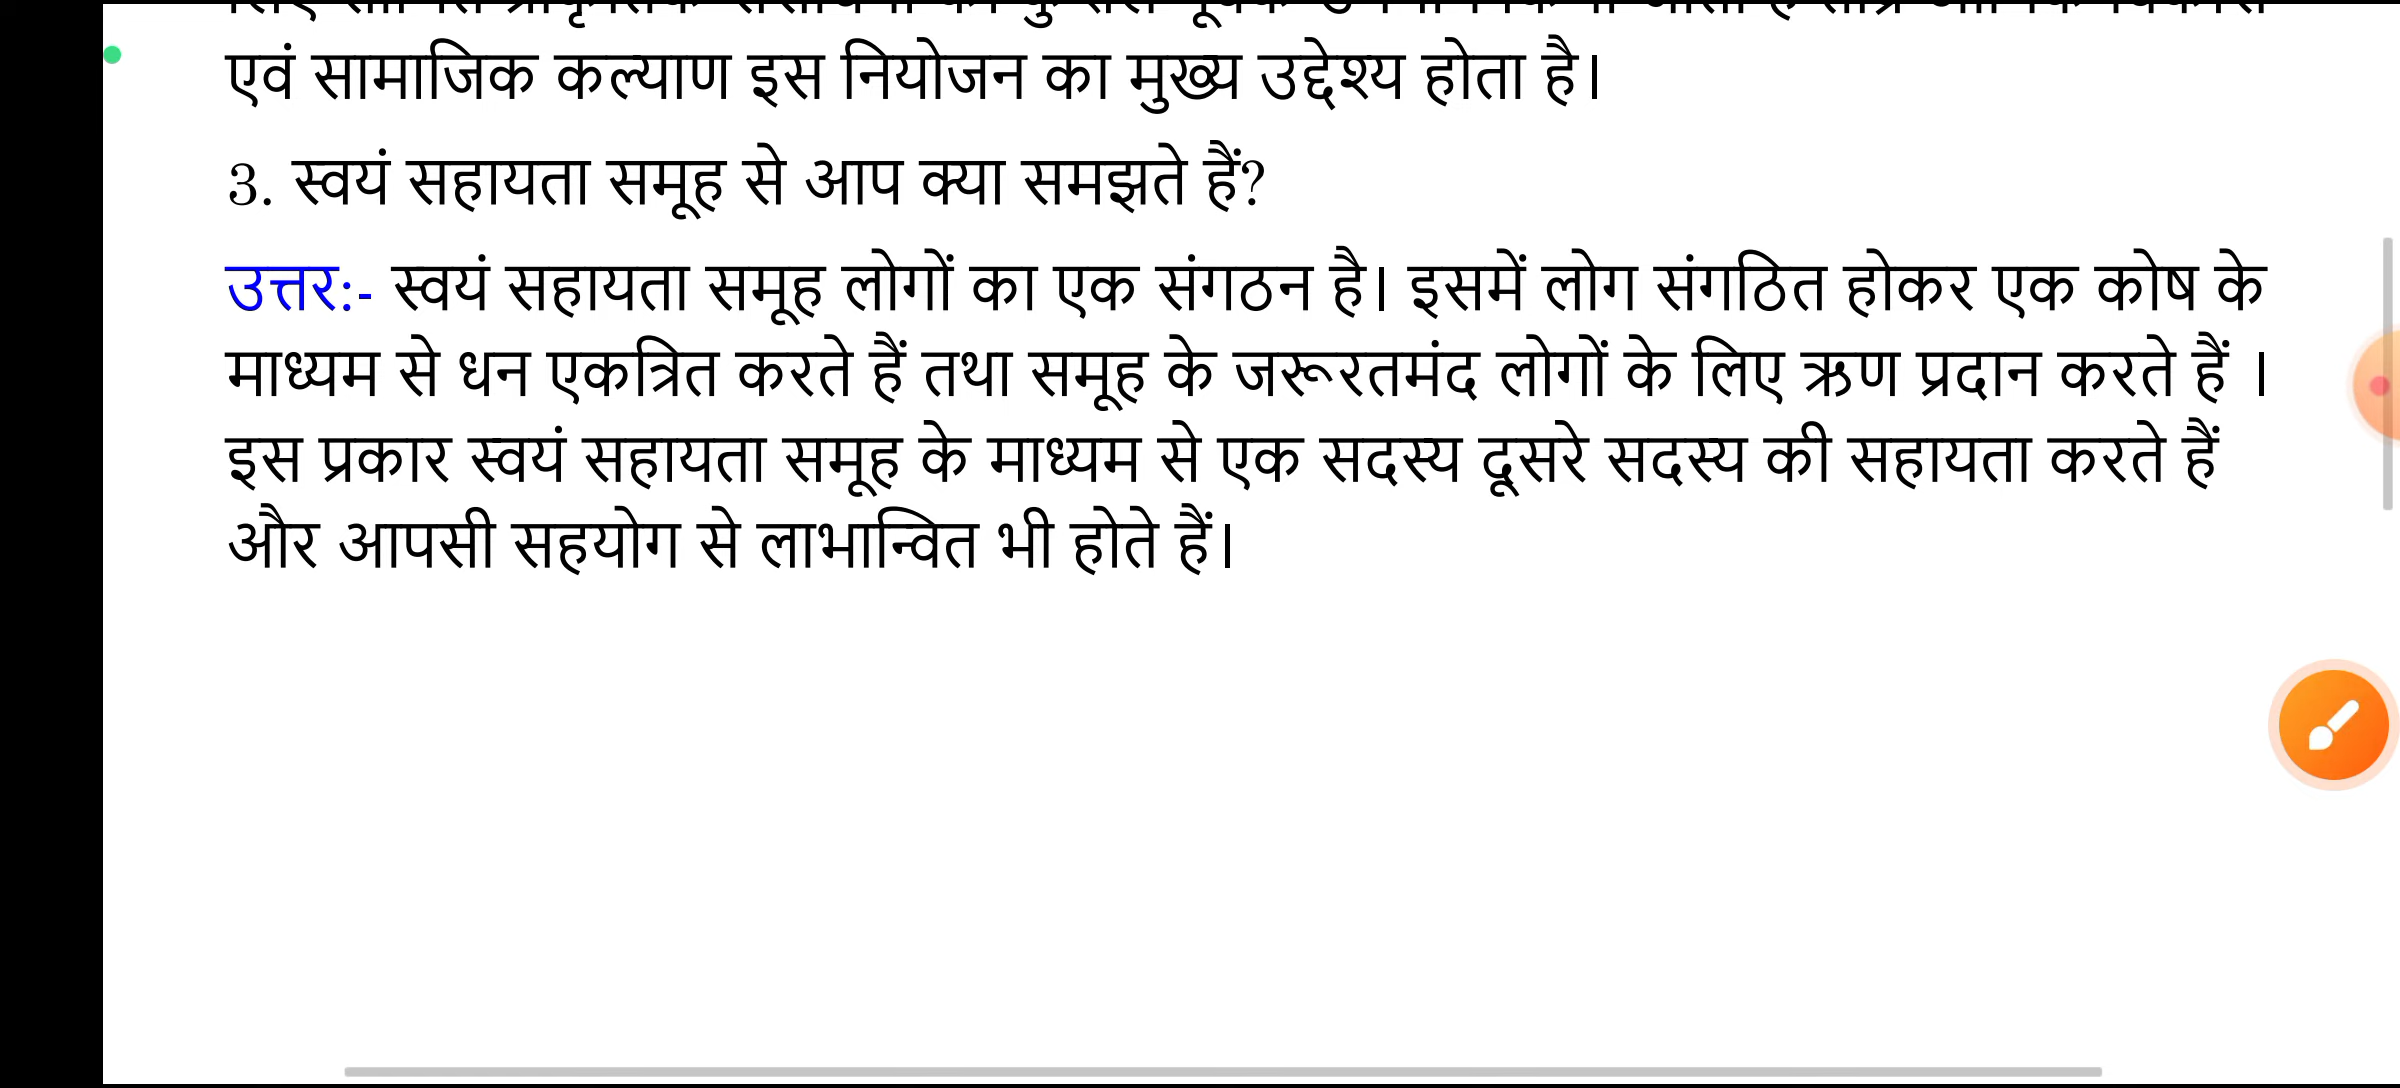 एवं सामाजिक कल्याण इस नियोजन का मुख्य उद्देश्य होता है।
3. स्वयं सहायता समूह से आप क्या समझते हैं?
उत्तर:- स्वयं सहायता समूह लोगों का एक संगठन है। इसमें लोग संगठित होकर एक कोष के
माध्यम से धन एकत्रित करते हैं तथा समूह के जरूरतमंद लोगों के लिए ऋण प्रदान करते हैं ।
इस प्रकार स्वयं सहायता समूह के माध्यम से एक सदस्य दूसरे सदस्य की सहायता करते हैं
और आपसी सहयोग से लाभान्वित भी होते हैं।